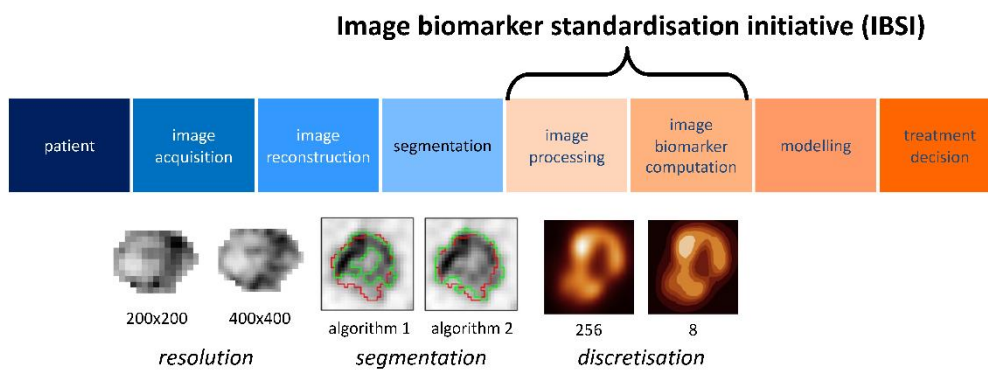 Image biomarker standardisation initiative (IBSI)
patient
image
acquisition
image
reconstruction
segmentation
image
processing
image
biomarker
computation
modelling
treatment
decision
200x200
400x400
algorithm 1
algorithm 2
256
8
resolution
segmentation
discretisation